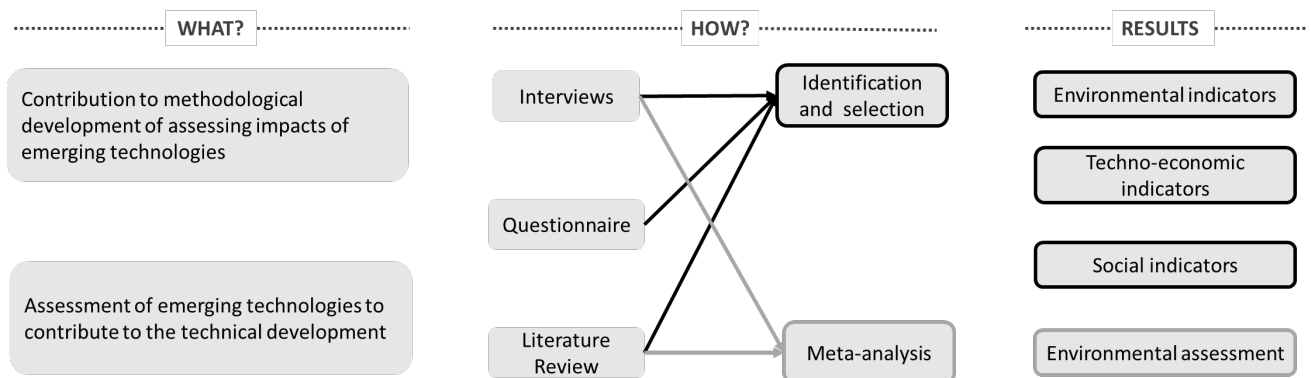 WHAT?
Contribution to methodological
development of assessing impacts of
emerging technologies
Assessment of emerging technologies to
contribute to the technical development
HOW?
Interviews
Questionnaire
Literature
Review
Identification
and selection
Meta-analysis
RESULTS
Environmental indicators
Techno-economic
indicators
Social indicators
Environmental assessment